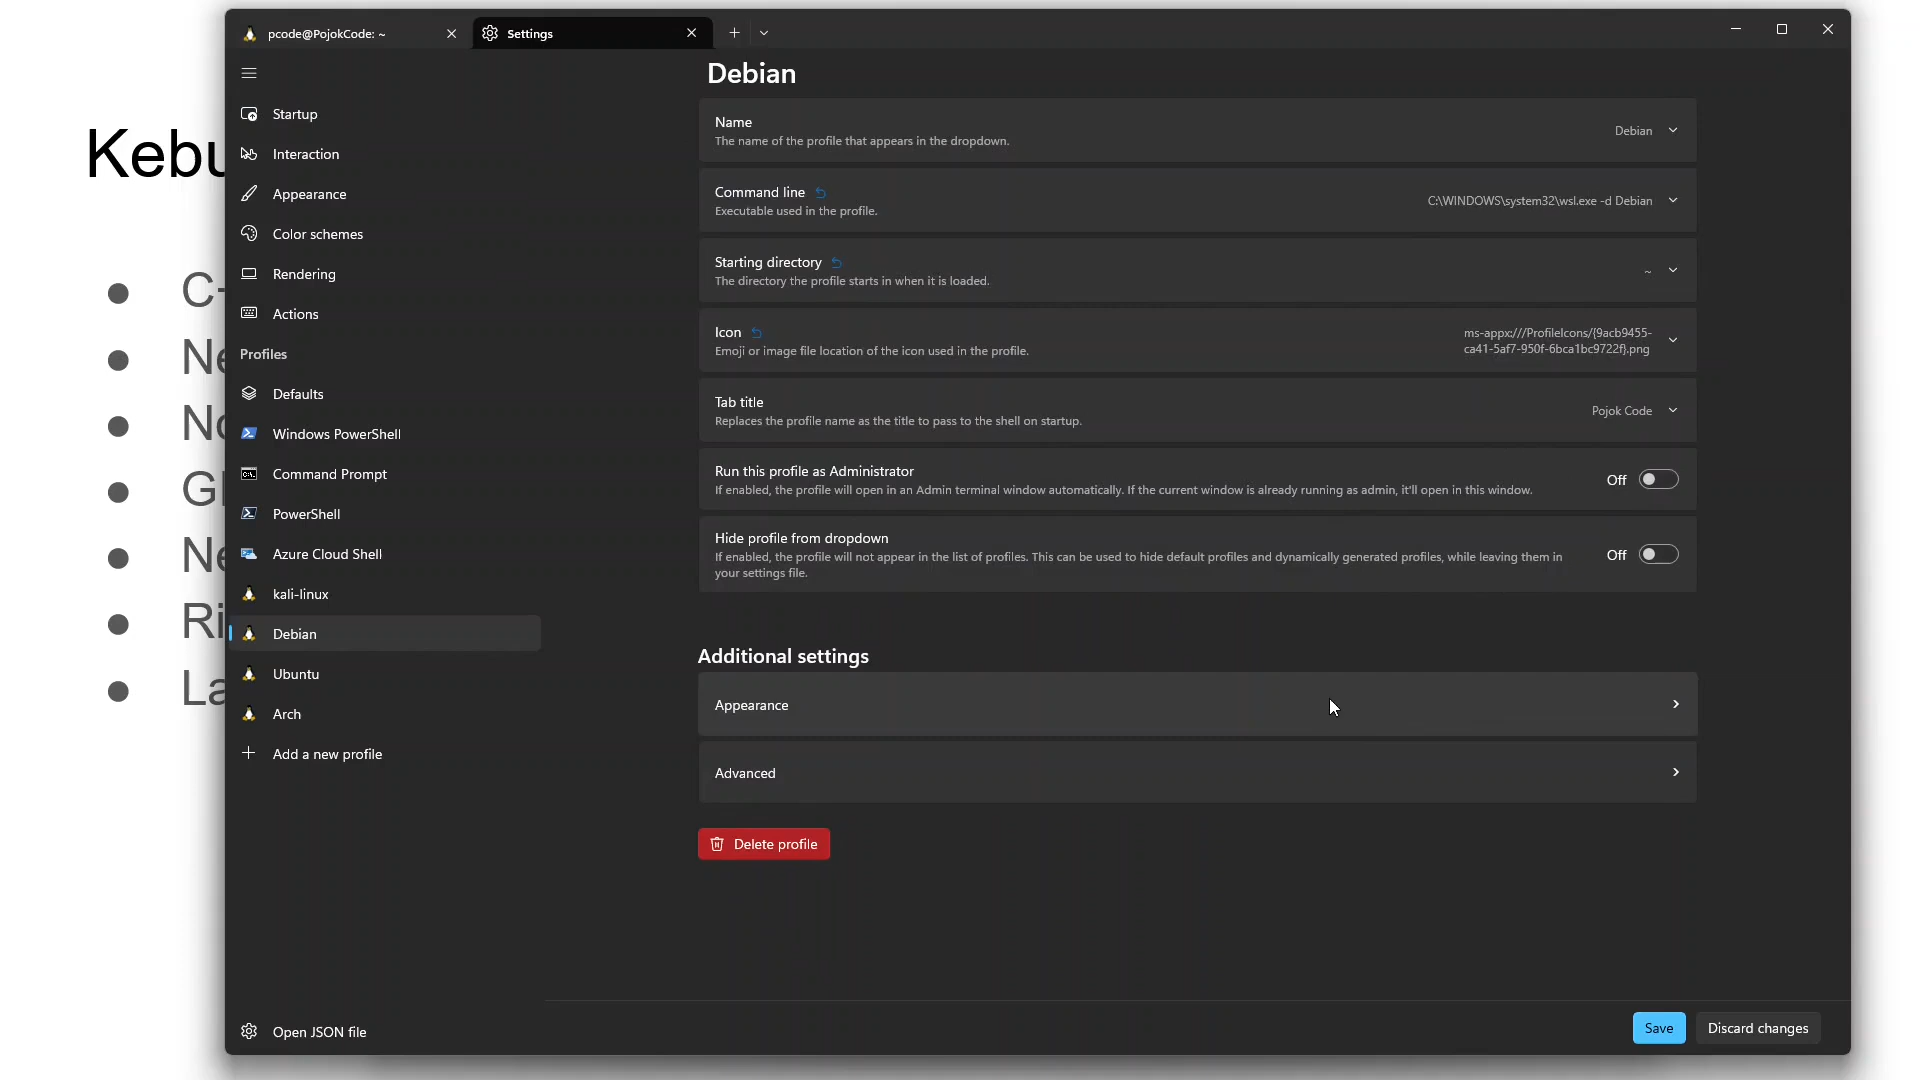 pcode@PojokCode: ~
Settings
Debian
Startup
Interaction
Appearance
Color schemes
Rendering
Actions
Profiles
Defaults
Windows PowerShell
Command Prompt
PowerShell
Azure Cloud Shell
kali-linux
Debian
Ubuntu
Arch
Add a new profile
Open JSON file
Name
The name of the profile that appears in the dropdown.
Debian
Command line
Executable used in the profile.
C:\WINDOWS\system32\wsl.exe -d Debian
Starting directory
The directory the profile starts in when it is loaded.
~
Icon
Emoji or image file location of the icon used in the profile.
ms-appx:///ProfileIcons/{9acb9455-
ca41-5af7-950f-6bca1bc9722f}.png
Tab title
Replaces the profile name as the title to pass to the shell on startup.
Pojok Code
Run this profile as Administrator
If enabled, the profile will open in an Admin terminal window automatically. If the current window is already running as admin, it'll open in this window.
Off
Hide profile from dropdown
If enabled, the profile will not appear in the list of profiles. This can be used to hide default profiles and dynamically generated profiles, while leaving them in
your settings file.
Off
Additional settings
Appearance
Advanced
Delete profile
Save
Discard changes
Kebu
C-
Ne
No
Gl
Ne
Ri
La